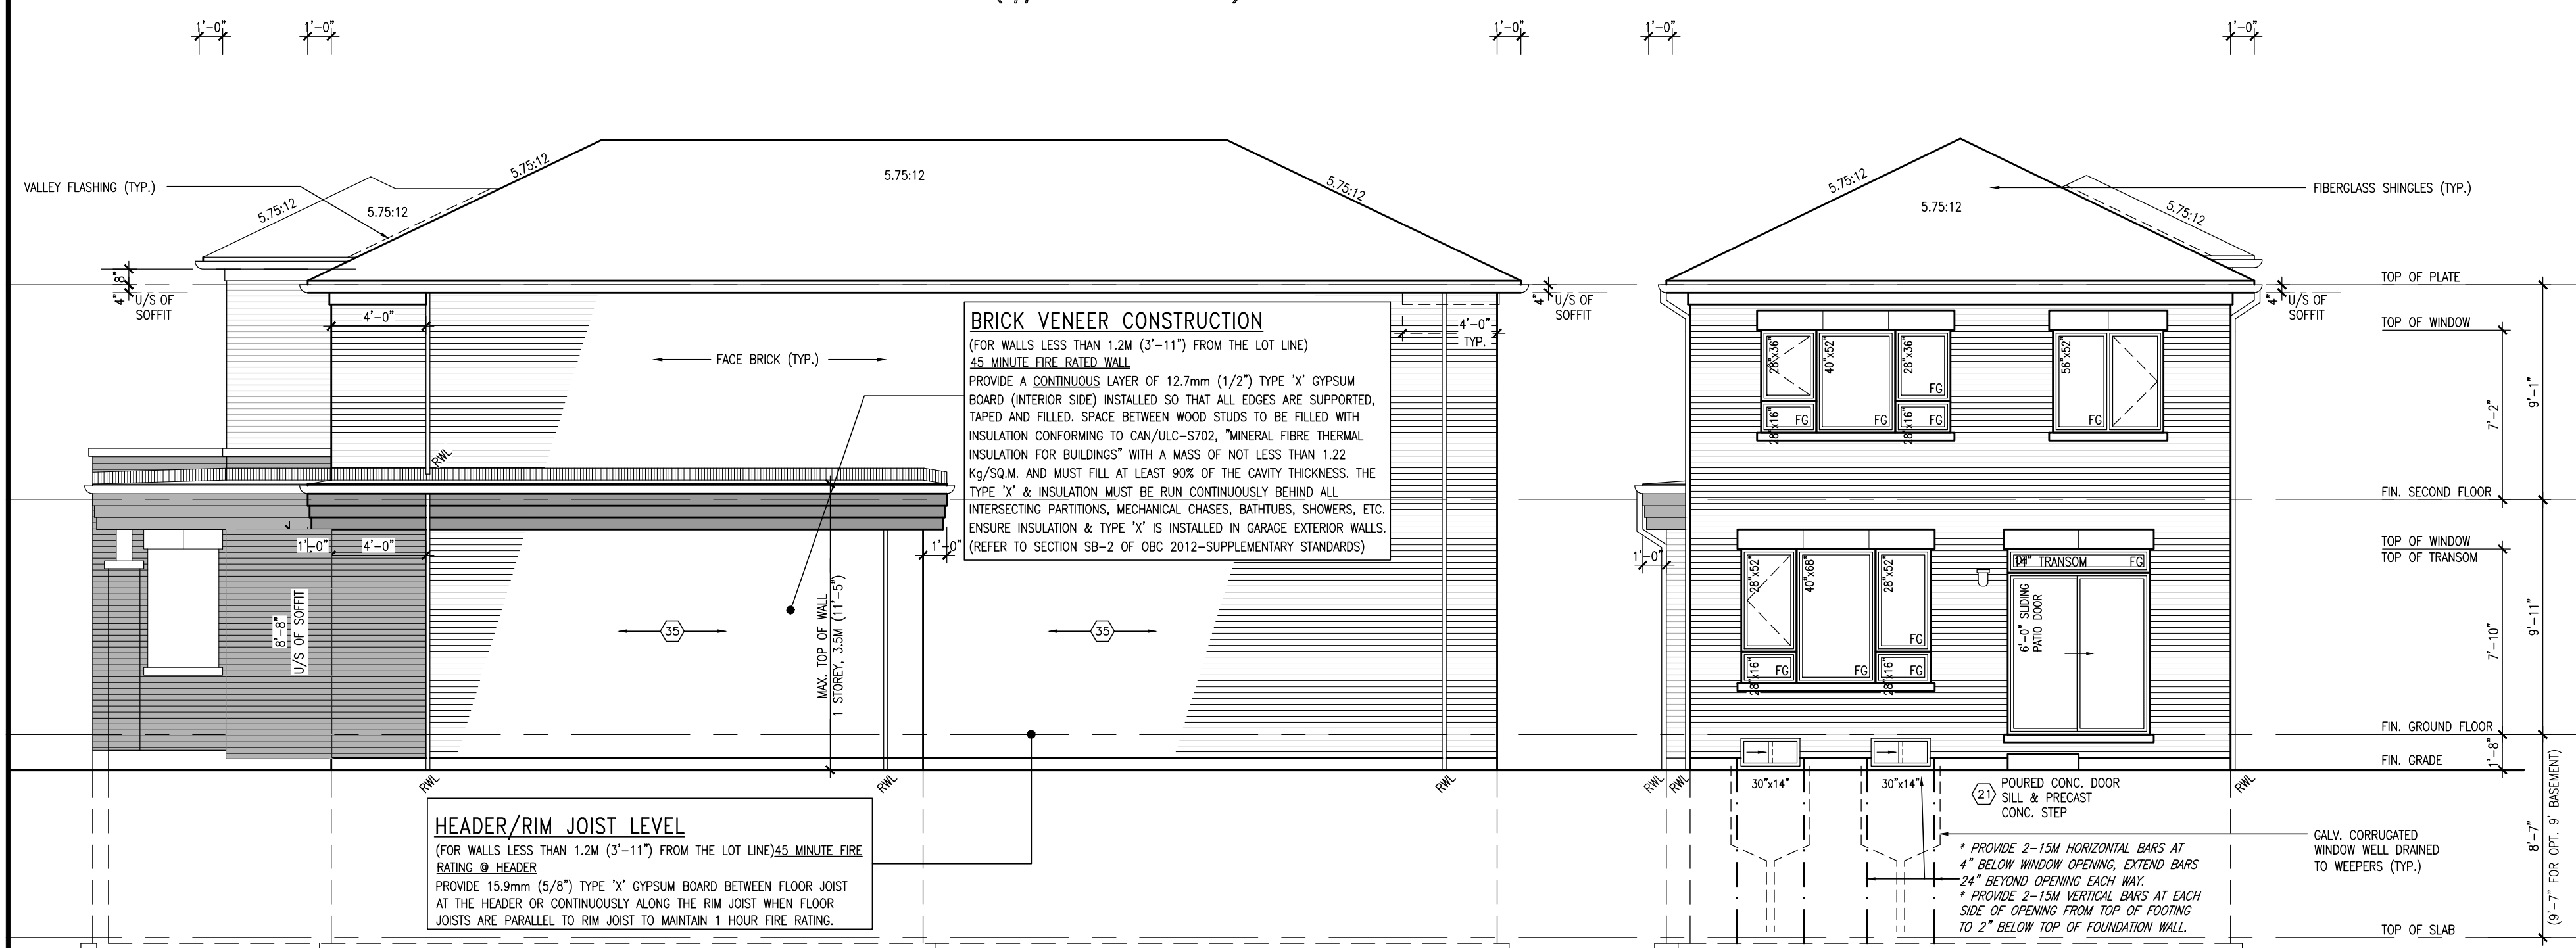 1'-0"
1'-0"
1'-0"
1'-0"
1'-0"
VALLEY FLASHING (TYP.)
5.75:12
5.75:12
5.75:12
5.75:12
5.75:12
5.75:12
5.75:12
5.75:12
FIBERGLASS SHINGLES (TYP.)
8"
4"
U/S OF
SOFFIT
4"
U/S OF
SOFFIT
4"
U/S OF
SOFFIT
TOP OF PLATE
TOP OF WINDOW
4'-0"
FACE BRICK (TYP.)
4'-0"
TYP.
BRICK VENEER CONSTRUCTION
(FOR WALLS LESS THAN 1.2M (3'-11") FROM THE LOT LINE)
45 MINUTE FIRE RATED WALL
PROVIDE A CONTINUOUS LAYER OF 12.7mm (1/2") TYPE 'X' GYPSUM
BOARD (INTERIOR SIDE) INSTALLED SO THAT ALL EDGES ARE SUPPORTED,
TAPED AND FILLED. SPACE BETWEEN WOOD STUDS TO BE FILLED WITH
INSULATION CONFORMING TO CAN/ULC-S702, "MINERAL FIBRE THERMAL
INSULATION FOR BUILDINGS" WITH A MASS OF NOT LESS THAN 1.22
Kg/SQ.M. AND MUST FILL AT LEAST 90% OF THE CAVITY THICKNESS. THE
TYPE 'X' & INSULATION MUST BE RUN CONTINUOUSLY BEHIND ALL
INTERSECTING PARTITIONS, MECHANICAL CHASES, BATHTUBS, SHOWERS, ETC.
ENSURE INSULATION & TYPE 'X' IS INSTALLED IN GARAGE EXTERIOR WALLS.
(REFER TO SECTION SB-2 OF OBC 2012-SUPPLEMENTARY STANDARDS)
28"x36"
40"x52"
28"x36"
FG
28"x16"
FG
FG
28"x16"
FG
56"x52"
FG
7'-2"
9'-1"
RWL
FIN. SECOND FLOOR
1'-0"
4'-0"
1'-0"
1'-0"
8'-8"
U/S OF SOFFIT
35
35
MAX. TOP OF WALL
1 STOREY, 3.5M (11'-5")
TOP OF WINDOW
TOP OF TRANSOM
28"x52"
40"x68"
28"x52"
FG
28"x16"
FG
FG
28"x16"
FG
TRANSOM
FG
6'-0" SLIDING
PATIO DOOR
7'-10"
9'-11"
FIN. GROUND FLOOR
1'-8"
FIN. GRADE
RWL
RWL
RWL
RWL
RWL
RWL
30"x14"
30"x14"
21
POURED CONC. DOOR
SILL & PRECAST
CONC. STEP
HEADER/RIM JOIST LEVEL
(FOR WALLS LESS THAN 1.2M (3'-11") FROM THE LOT LINE)45 MINUTE FIRE
RATING @ HEADER
PROVIDE 15.9mm (5/8") TYPE 'X' GYPSUM BOARD BETWEEN FLOOR JOIST
AT THE HEADER OR CONTINUOUSLY ALONG THE RIM JOIST WHEN FLOOR
JOISTS ARE PARALLEL TO RIM JOIST TO MAINTAIN 1 HOUR FIRE RATING.
* PROVIDE 2-15M HORIZONTAL BARS AT
4" BELOW WINDOW OPENING, EXTEND BARS
24" BEYOND OPENING EACH WAY.
* PROVIDE 2-15M VERTICAL BARS AT EACH
SIDE OF OPENING FROM TOP OF FOOTING
TO 2" BELOW TOP OF FOUNDATION WALL.
GALV. CORRUGATED
WINDOW WELL DRAINED
TO WEEPERS (TYP.)
8'-7"
(9'-7" FOR OPT. 9' BASEMENT)
TOP OF SLAB